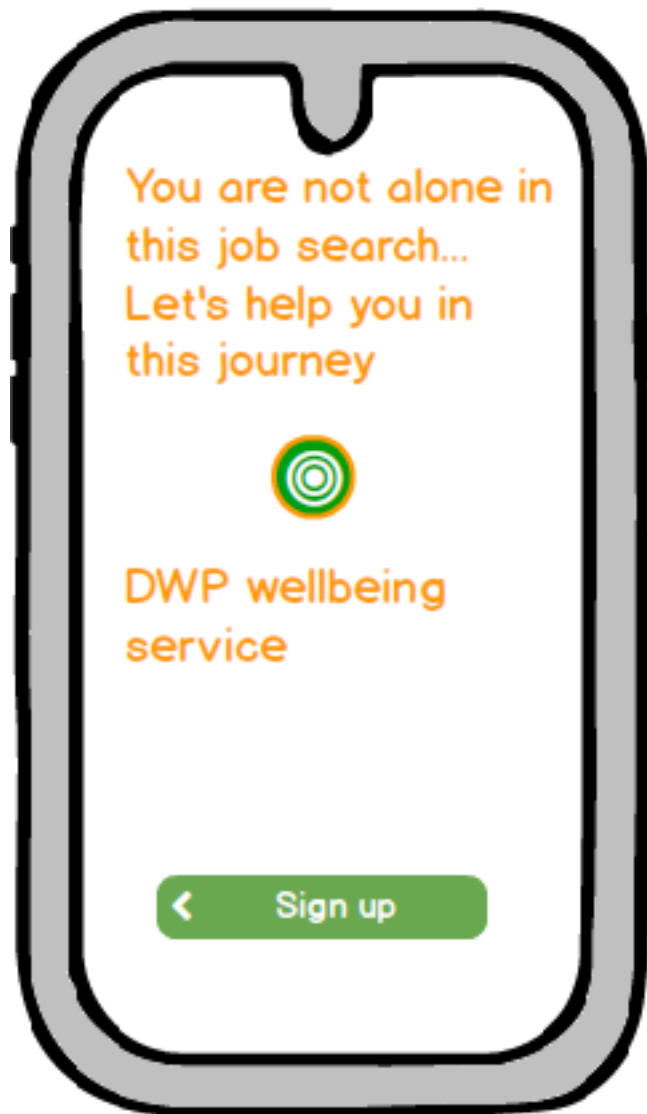 You are not alone in
this job search...
Let's help you in
this journey
DWP wellbeing
service
Sign up